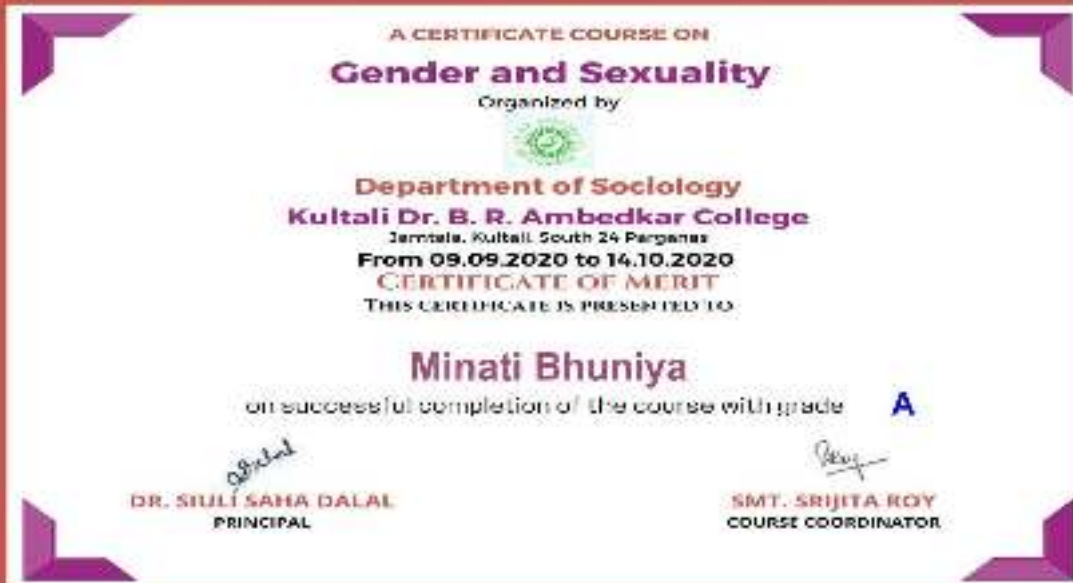 A CERTIFICATE COURSE ON
Gender and Sexuality
Organized by
Department of Sociology
Kultali Dr. B. R. Ambedkar College
Jamtala, Kultali, South 24 Parganas
From 09.09.2020 to 14.10.2020
CERTIFICATE OF MERIT
THIS CERTIFICATE IS PRESENTED TO
Minati Bhuniya
on successful completion of the course with grade A
DR. SIULI SAHA DALAL SMT. SRIJITA ROY
PRINCIPAL COURSE COORDINATOR